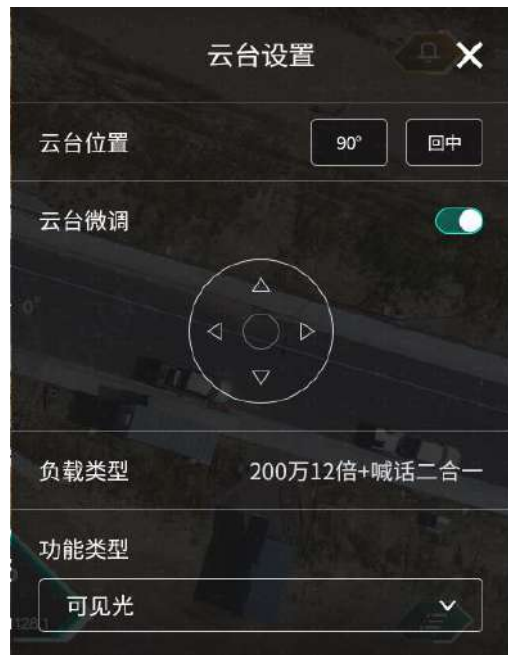 云台设置
云台位置 90° 回中
云台微调
0°
负载类型 200万12倍+喊话二合一
功能类型
可见光